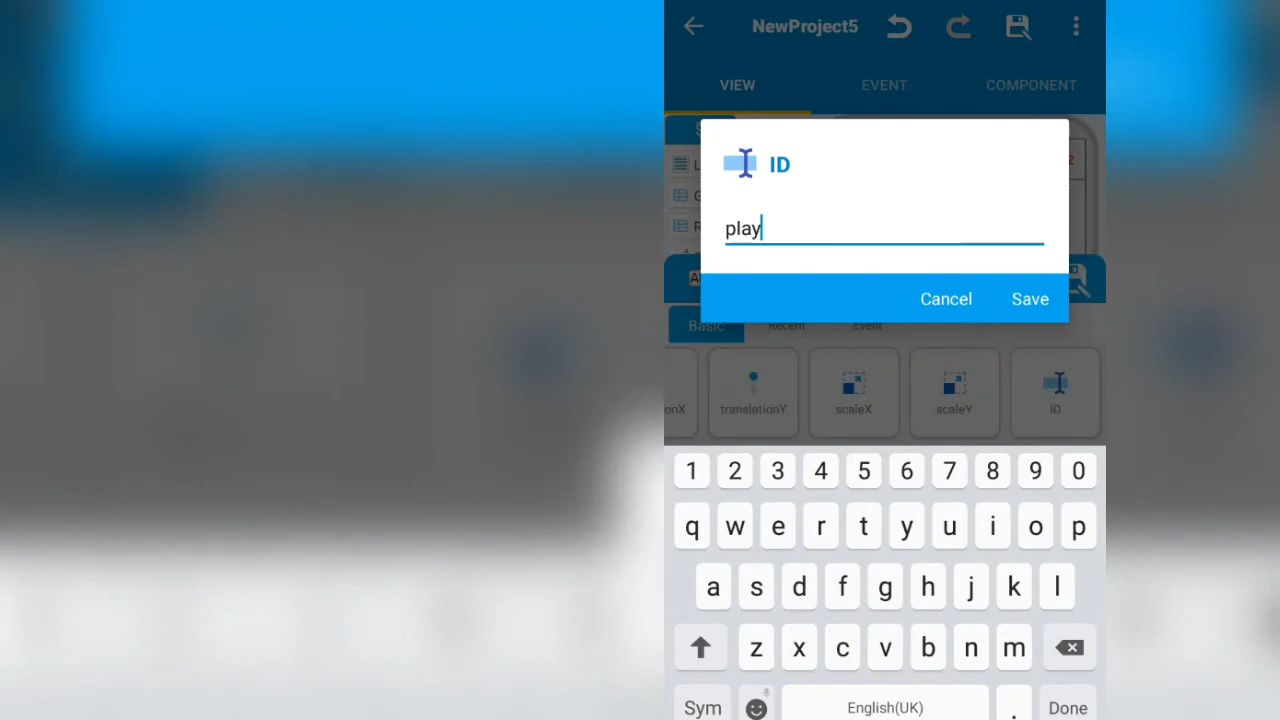 NewProject5
VIEW EVENT COMPONENT
ID
play
Cancel Save
Basic Recent Event
onX translationY scaleX scaleY ID
1 2 3 4 5 6 7 8 9 0
q w e r t y u i o p
a s d f g h j k l
z x c v b n m
Sym English(UK) . Done